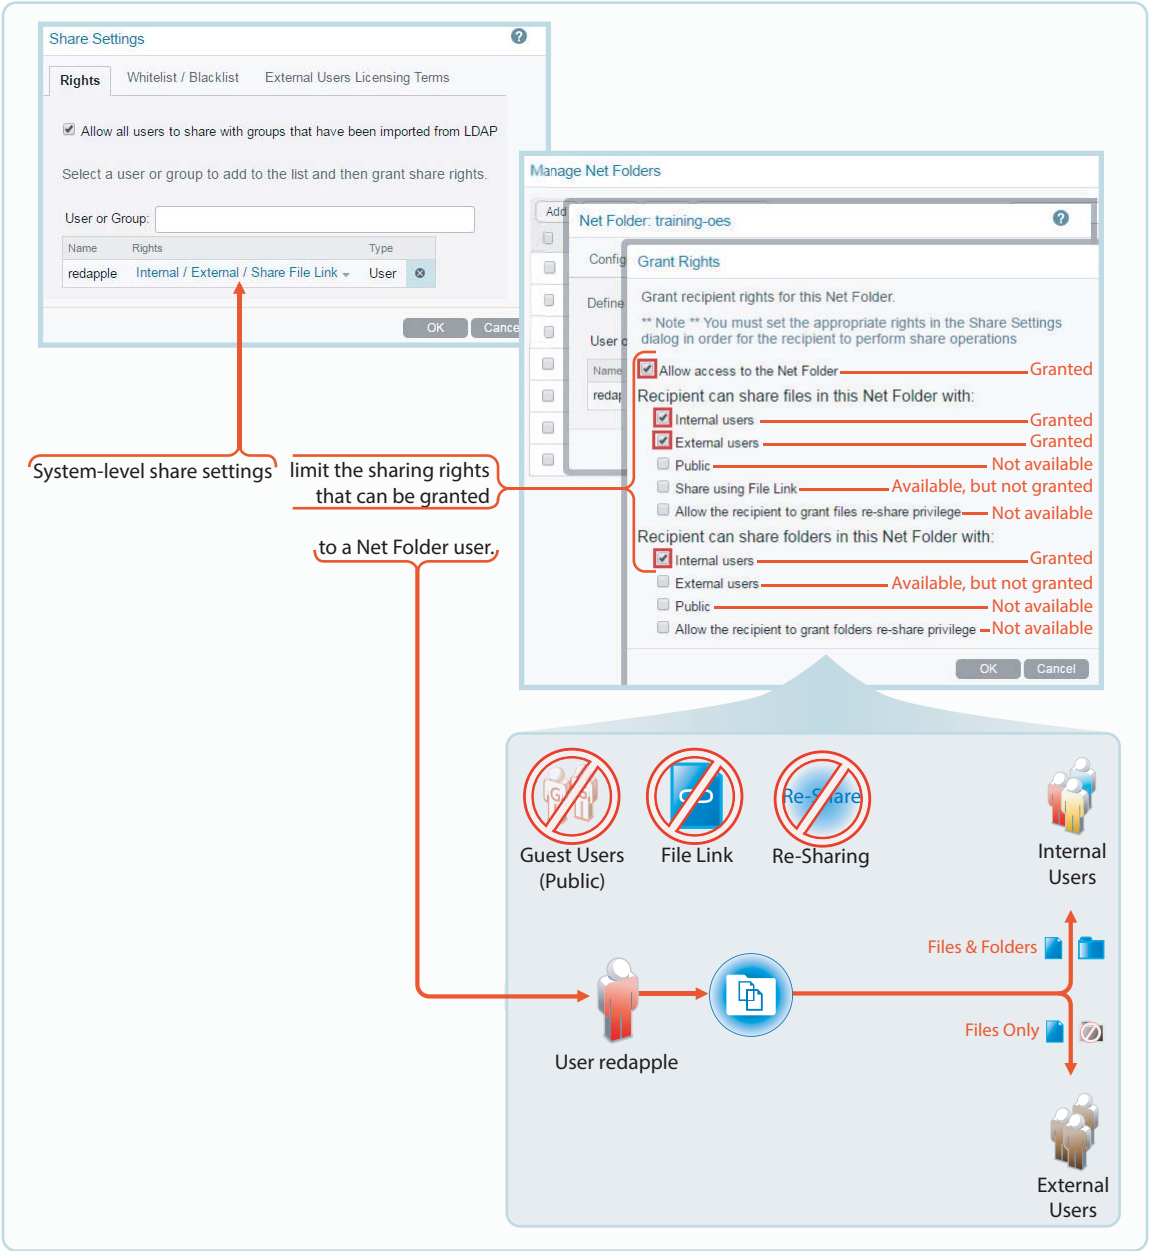 Share Settings
?
Rights
Whitelist / Blacklist
External Users Licensing Terms
Allow all users to share with groups that have been imported from LDAP
Select a user or group to add to the list and then grant share rights.
User or Group:
Name
Rights
Type
redapple
Internal / External / Share File Link
User
OK
Cance
Manage Net Folders
Add
Net Folder: training-oes
?
Config
Define
User o
Name
redap
Grant Rights
Grant recipient rights for this Net Folder.
** Note ** You must set the appropriate rights in the Share Settings
dialog in order for the recipient to perform share operations
Allow access to the Net Folder
Granted
Recipient can share files in this Net Folder with:
Internal users
Granted
External users
Granted
Public
Not available
Share using File Link
Available, but not granted
Allow the recipient to grant files re-share privilege
Not available
Recipient can share folders in this Net Folder with:
Internal users
Granted
External users
Available, but not granted
Public
Not available
Allow the recipient to grant folders re-share privilege
Not available
OK
Cancel
System-level share settings
limit the sharing rights
that can be granted
to a Net Folder user.
Guest Users
(Public)
File Link
Re-Sharing
Internal
Users
Files & Folders
Files Only
User redapple
External
Users